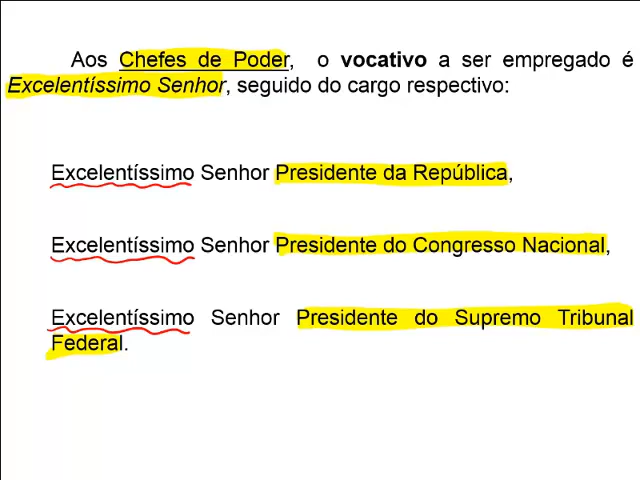 Aos Chefes de Poder, o vocativo a ser empregado é
Excelentíssimo Senhor, seguido do cargo respectivo:
Excelentíssimo Senhor Presidente da República,
Excelentíssimo Senhor Presidente do Congresso Nacional,
Excelentíssimo Senhor Presidente do Supremo Tribunal
Federal.